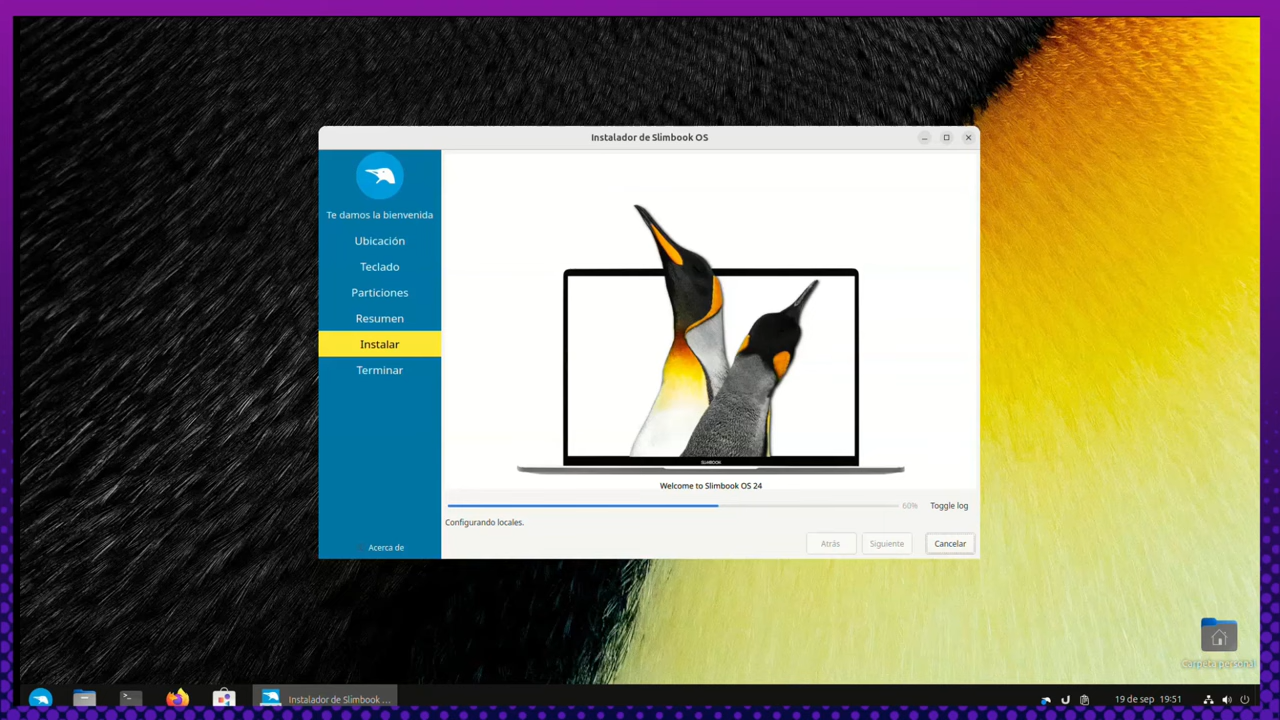 Instalador de Slimbook OS
Te damos la bienvenida
Ubicación
Teclado
Particiones
Resumen
Instalar
Terminar
Acerca de
SLIMBOOK
Welcome to Slimbook OS 24
60%
Toggle log
Configurando locales.
Atrás
Siguiente
Cancelar
Carpeta personal
Instalador de Slimbook ...
19 de sep 19:51